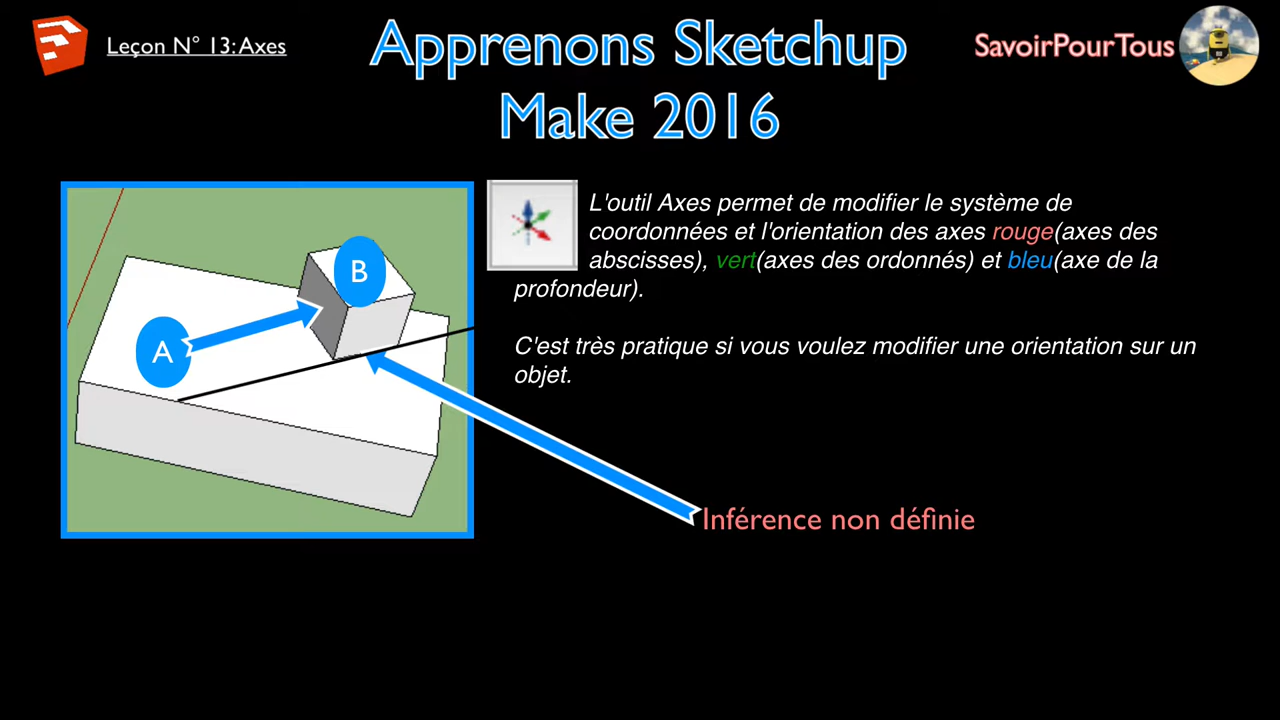 Leçon N° 13: Axes
Apprenons Sketchup
Make 2016
SavoirPourTous
L'outil Axes permet de modifier le système de
coordonnées et l'orientation des axes rouge(axes des
abscisses), vert(axes des ordonnés) et bleu(axe de la
profondeur).
C'est très pratique si vous voulez modifier une orientation sur un
objet.
B
A
Inférence non définie